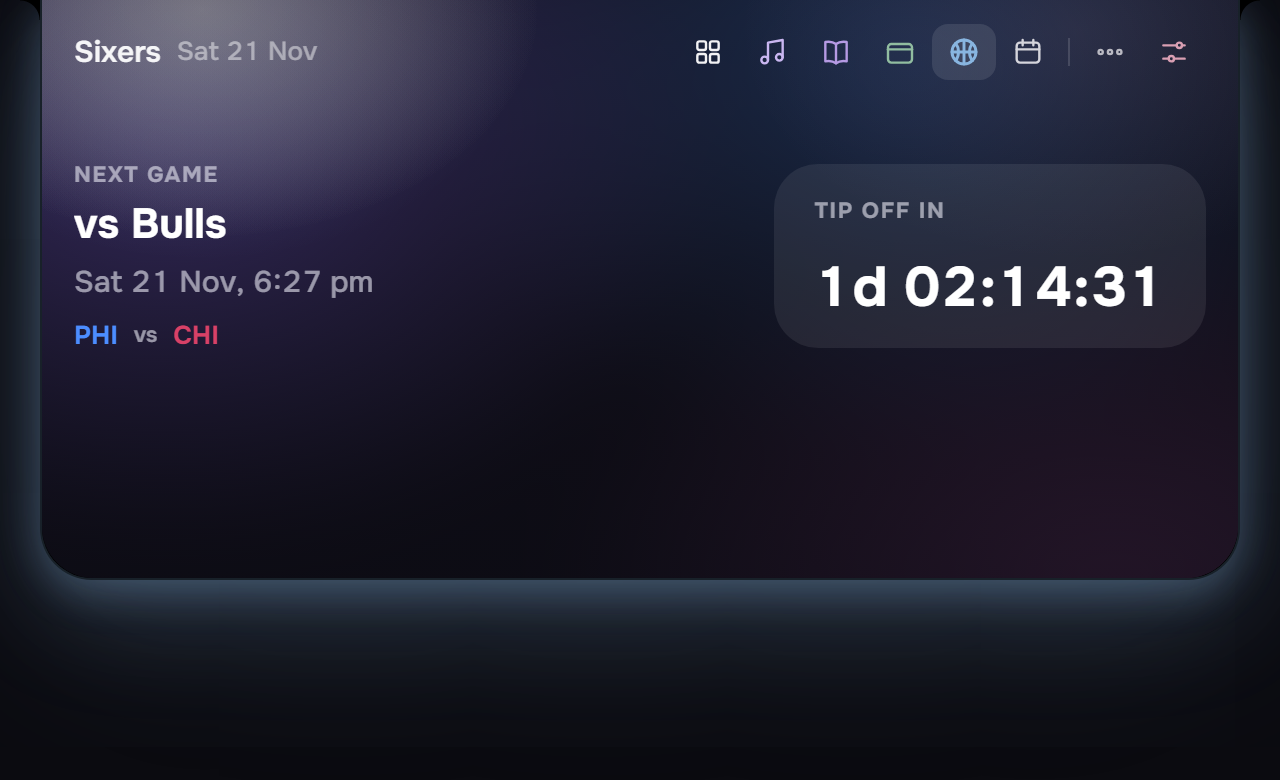 Sixers Sat 21 Nov
NEXT GAME
vs Bulls
Sat 21 Nov, 6:27 pm
PHI vs CHI
TIP OFF IN
1d 02:14:31